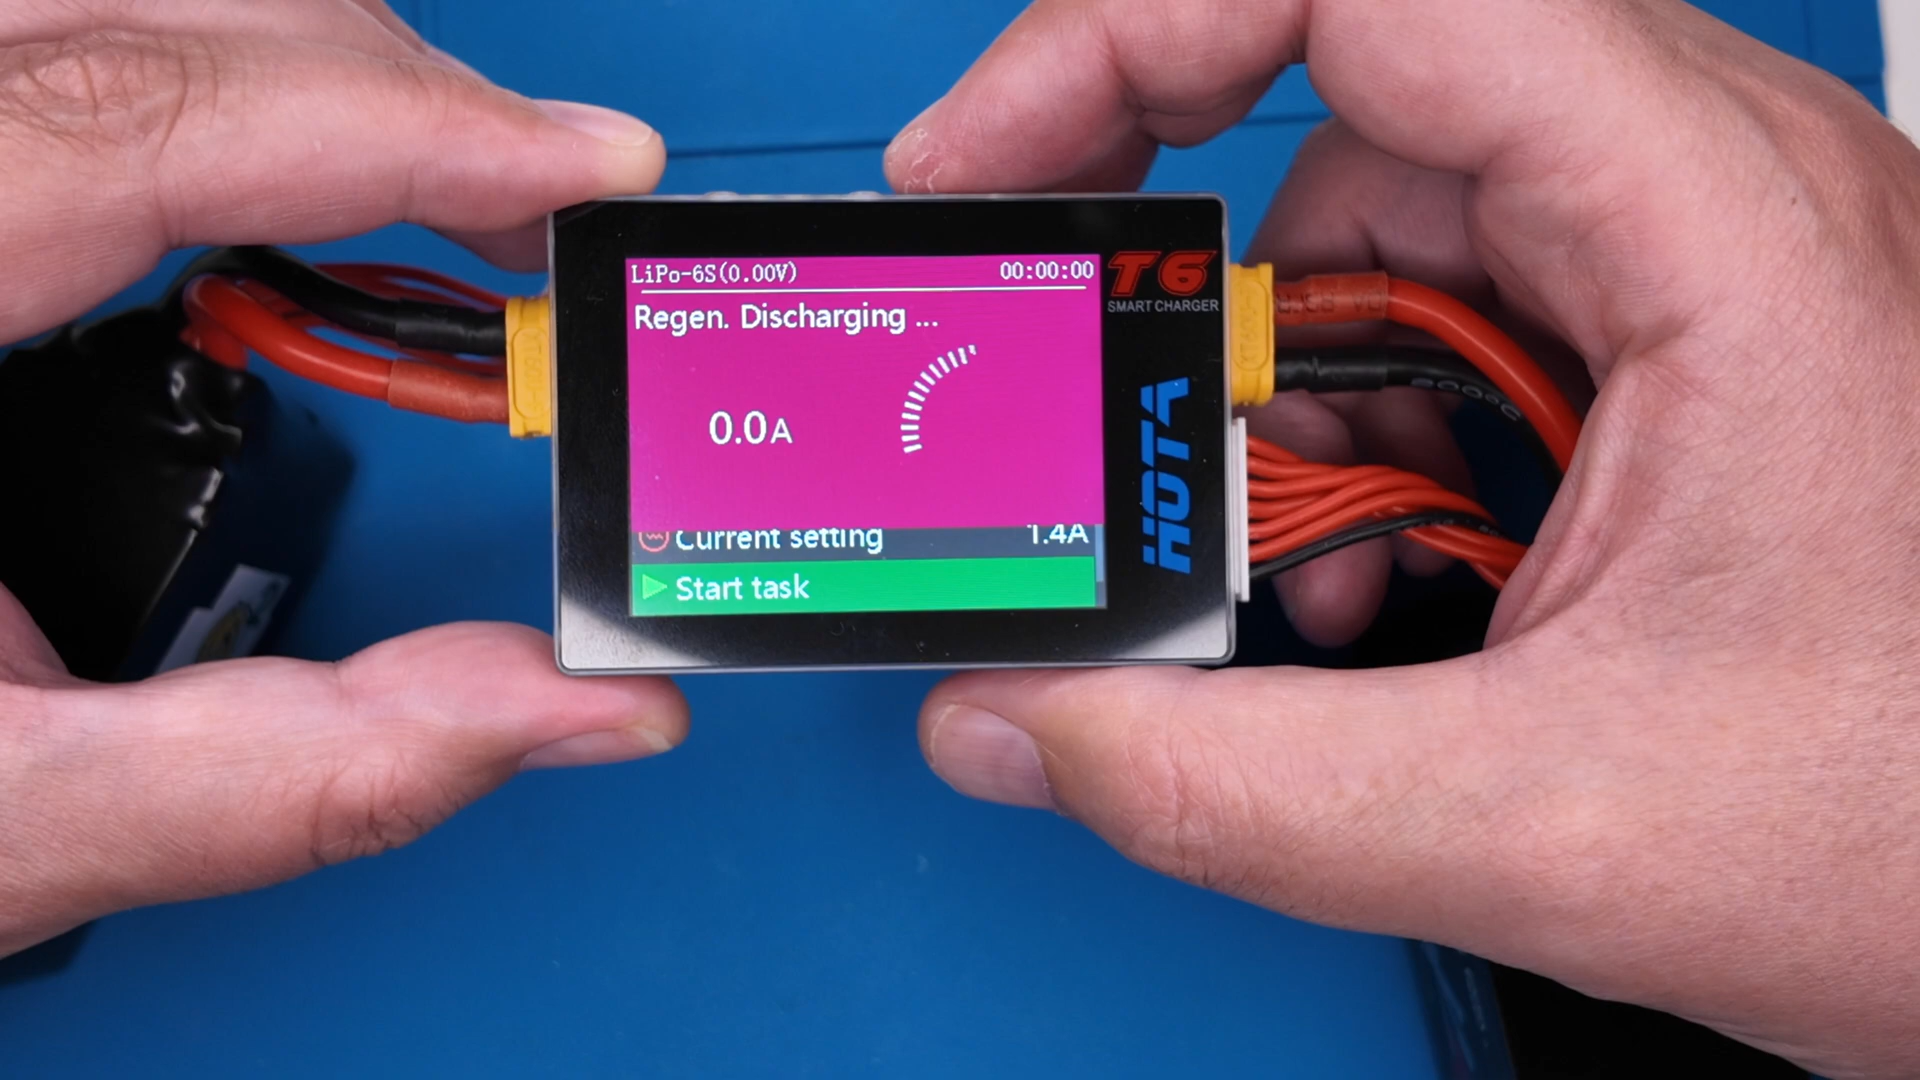 LiPo-6S(0.00V) 00:00:00
Regen. Discharging ...
0.0A
Current setting 1.4A
Start task
T6
SMART CHARGER
HOTA
200°C